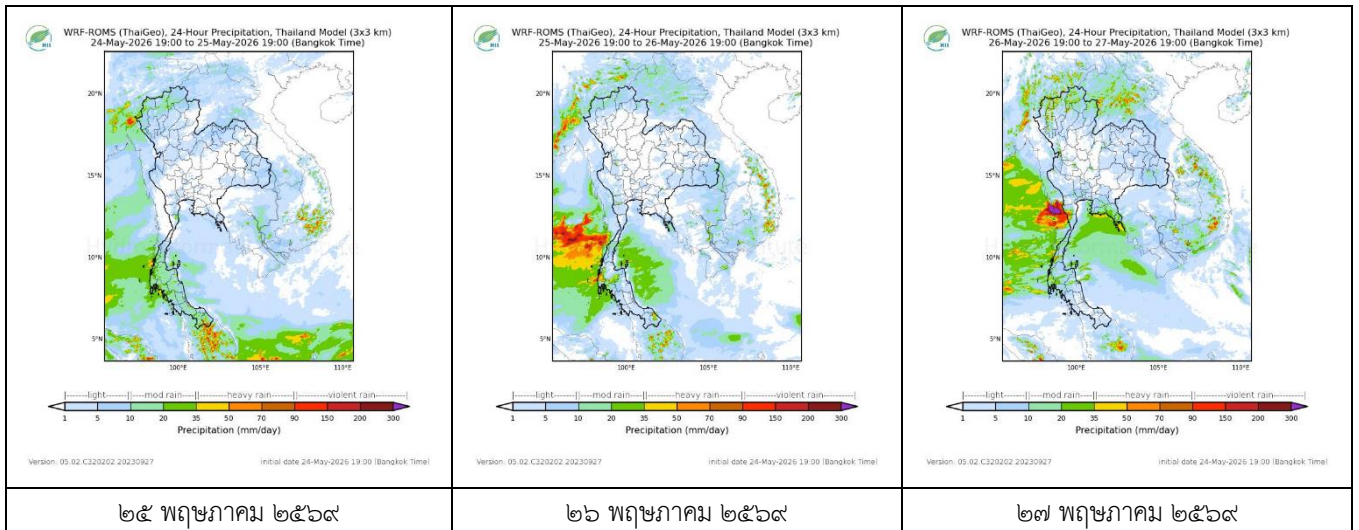 HII
WRF-ROMS (ThaiGeo), 24-Hour Precipitation, Thailand Model (3x3 km)
24-May-2026 19:00 to 25-May-2026 19:00 (Bangkok Time)
20°N
15°N
10°N
5°N
100°E 105°E 110°E
light mod rain heavy rain violent rain
1 5 10 20 35 50 70 90 150 200 300
Precipitation (mm/day)
Version: 05.02.C320202.20230927 initial date 24-May-2026 19:00 (Bangkok Time)
๒๕ พฤษภาคม ๒๕๖๙
HII
WRF-ROMS (ThaiGeo), 24-Hour Precipitation, Thailand Model (3x3 km)
25-May-2026 19:00 to 26-May-2026 19:00 (Bangkok Time)
20°N
15°N
10°N
5°N
100°E 105°E 110°E
light mod rain heavy rain violent rain
1 5 10 20 35 50 70 90 150 200 300
Precipitation (mm/day)
Version: 05.02.C320202.20230927 initial date 24-May-2026 19:00 (Bangkok Time)
๒๖ พฤษภาคม ๒๕๖๙
HII
WRF-ROMS (ThaiGeo), 24-Hour Precipitation, Thailand Model (3x3 km)
26-May-2026 19:00 to 27-May-2026 19:00 (Bangkok Time)
20°N
15°N
10°N
5°N
100°E 105°E 110°E
light mod rain heavy rain violent rain
1 5 10 20 35 50 70 90 150 200 300
Precipitation (mm/day)
Version: 05.02.C320202.20230927 initial date 24-May-2026 19:00 (Bangkok Time)
๒๗ พฤษภาคม ๒๕๖๙